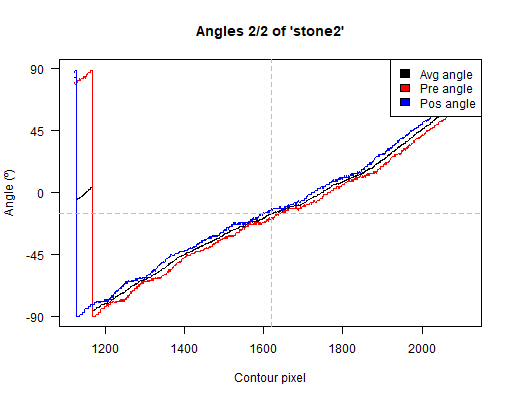 Angles 2/2 of 'stone2'
Avg angle
Pre angle
Pos angle
Angle (º)
90
45
0
-45
-90
1200 1400 1600 1800 2000
Contour pixel